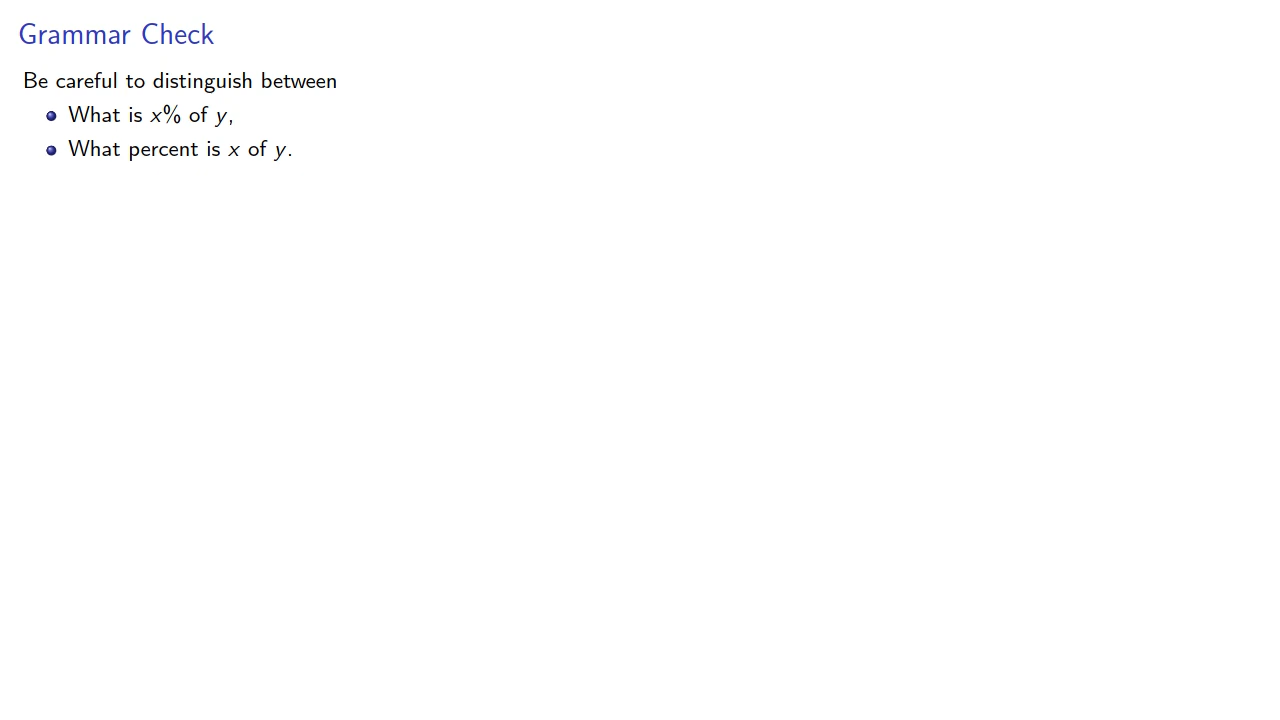 Grammar Check
Be careful to distinguish between
What is x% of y,
What percent is x of y.